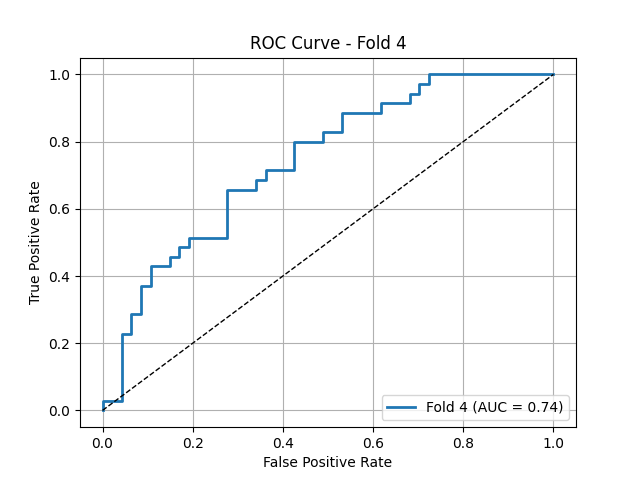 ROC Curve - Fold 4
True Positive Rate
1.0
0.8
0.6
0.4
0.2
0.0
0.0 0.2 0.4 0.6 0.8 1.0
False Positive Rate
Fold 4 (AUC = 0.74)